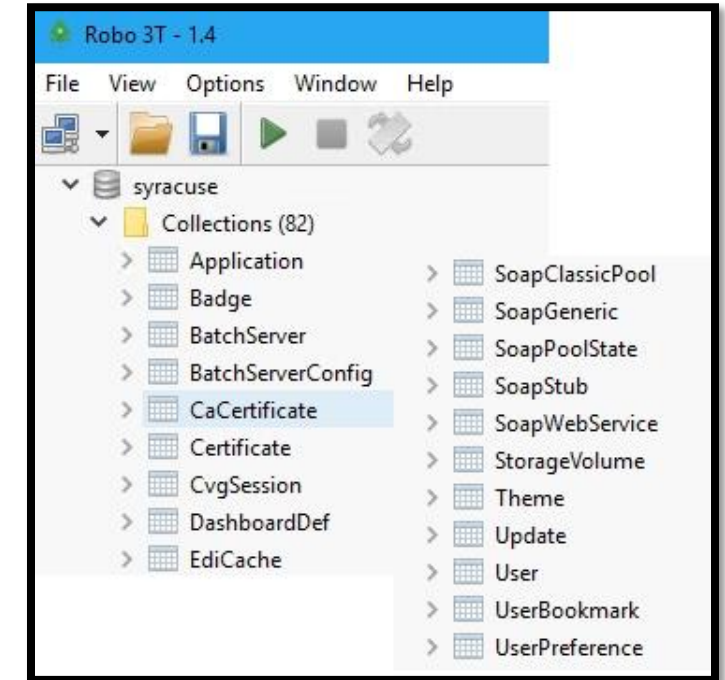 Robo 3T - 1.4
File View Options Window Help
syracuse
Collections (82)
Application
Badge
BatchServer
BatchServerConfig
CaCertificate
Certificate
CvgSession
DashboardDef
EdiCache
SoapClassicPool
SoapGeneric
SoapPoolState
SoapStub
SoapWebService
StorageVolume
Theme
Update
User
UserBookmark
UserPreference